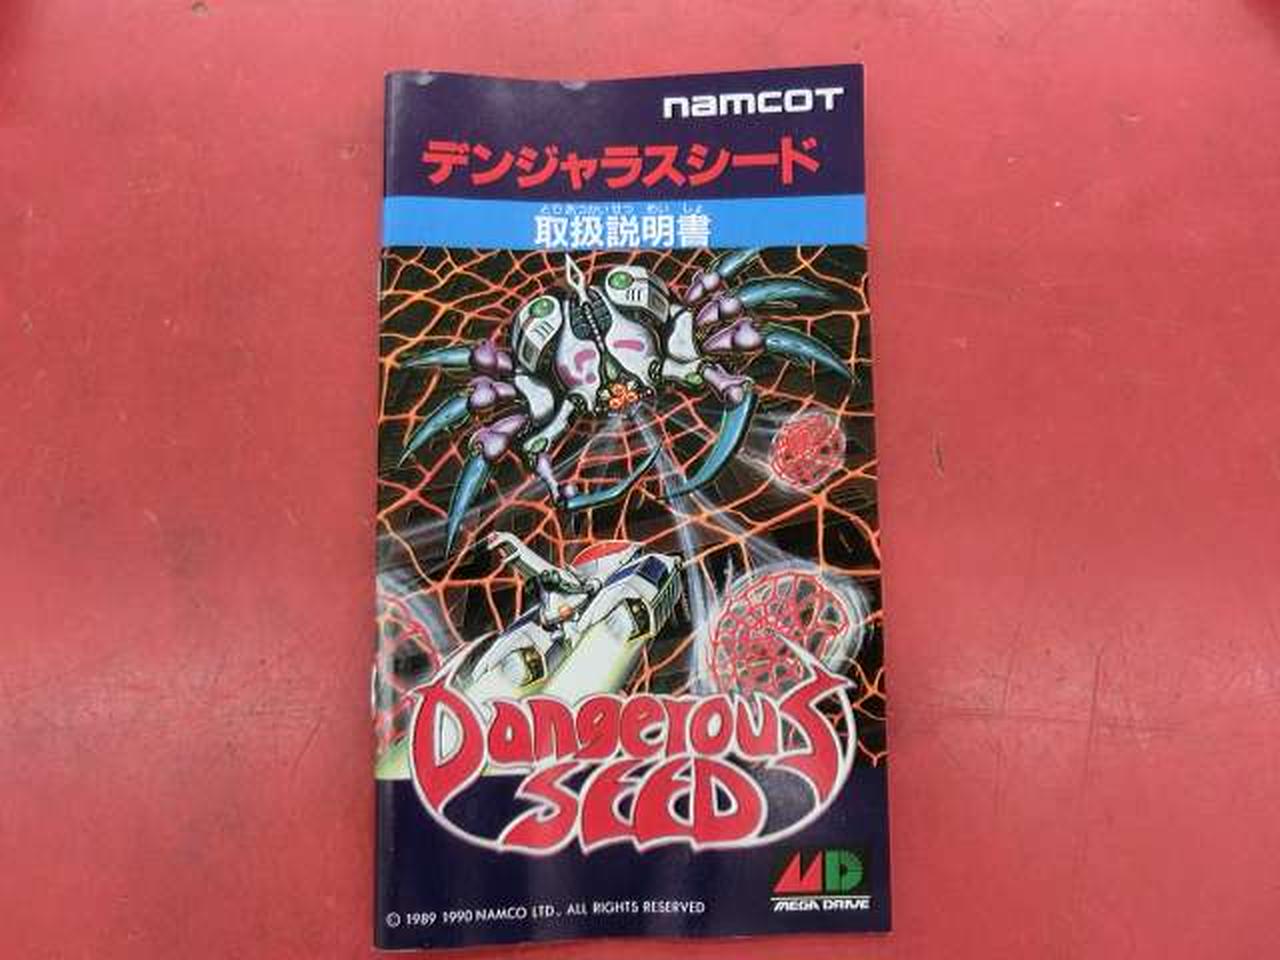 namcot
デンジャラスシード
とりあつかいせつ めい しょ
取扱説明書
Dangerous
SEED
MD
MEGA DRIVE
© 1989 1990 NAMCO LTD., ALL RIGHTS RESERVED